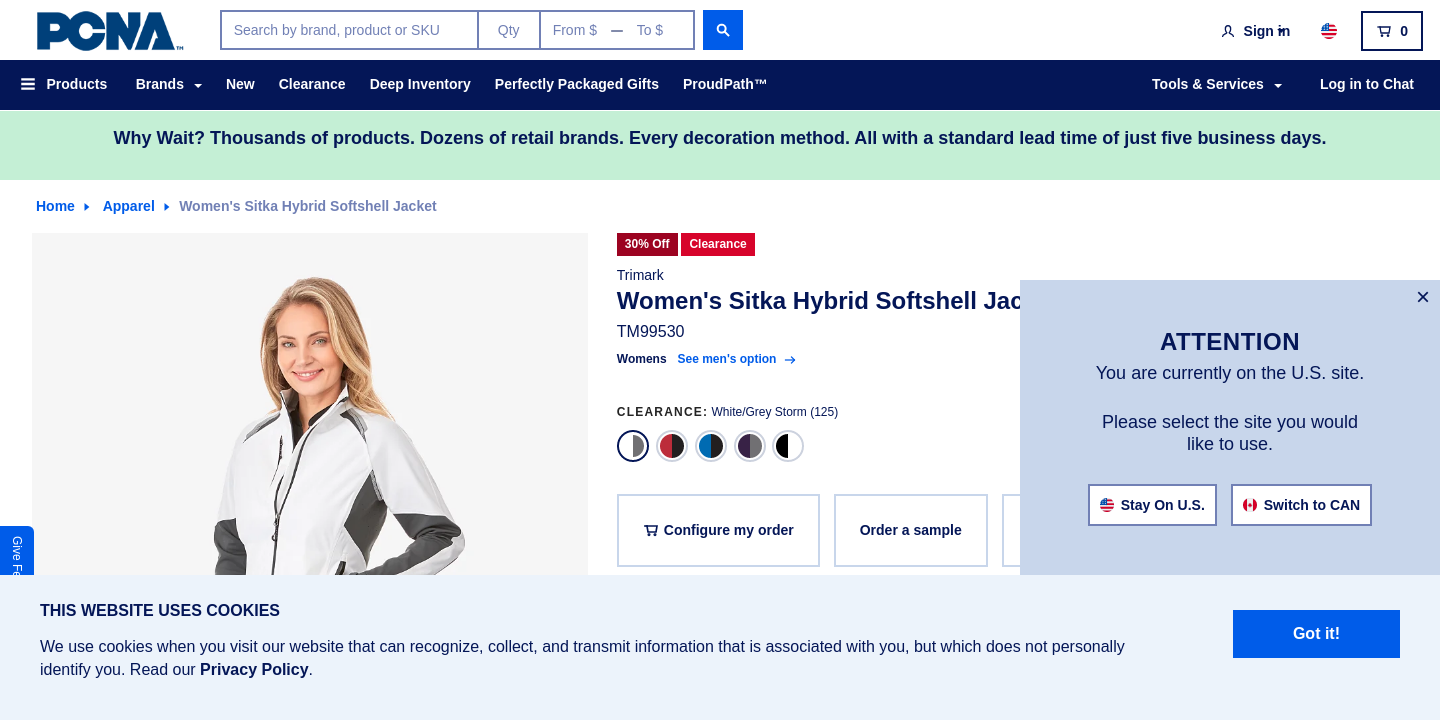 PCNA™
Search by brand, product or SKU
Qty
From $ — To $
Sign in
0
Products
Brands
New
Clearance
Deep Inventory
Perfectly Packaged Gifts
ProudPath™
Tools & Services
Log in to Chat
Why Wait? Thousands of products. Dozens of retail brands. Every decoration method. All with a standard lead time of just five business days.
Home
Apparel
Women's Sitka Hybrid Softshell Jacket
30% Off
Clearance
Trimark
Women's Sitka Hybrid Softshell Jac
TM99530
Womens See men's option
CLEARANCE: White/Grey Storm (125)
Configure my order
Order a sample
×
ATTENTION
You are currently on the U.S. site.
Please select the site you would
like to use.
Stay On U.S.
Switch to CAN
Give Fe
THIS WEBSITE USES COOKIES
We use cookies when you visit our website that can recognize, collect, and transmit information that is associated with you, but which does not personally
identify you. Read our Privacy Policy.
Got it!